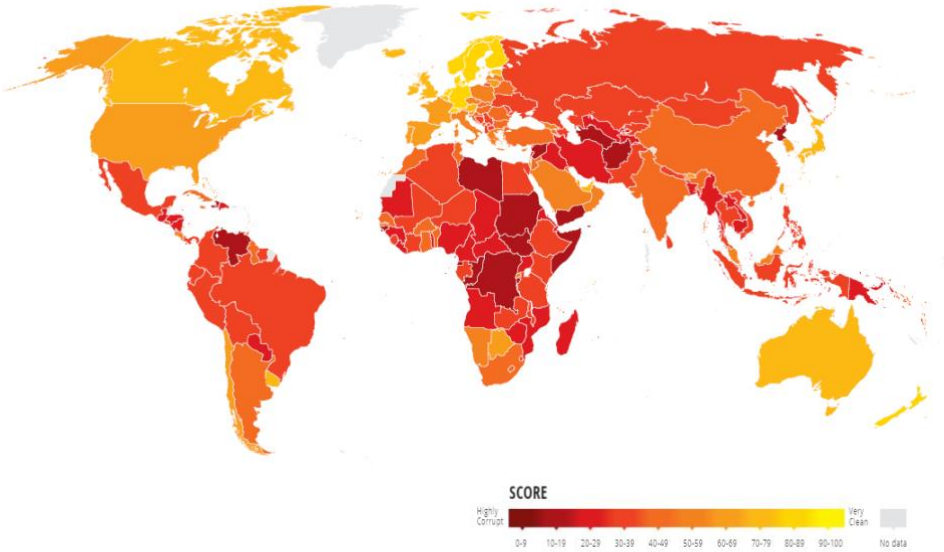 SCORE
Highly
Corrupt
Very
Clean
0-9 10-19 20-29 30-39 40-49 50-59 60-69 70-79 80-89 90-100 No data